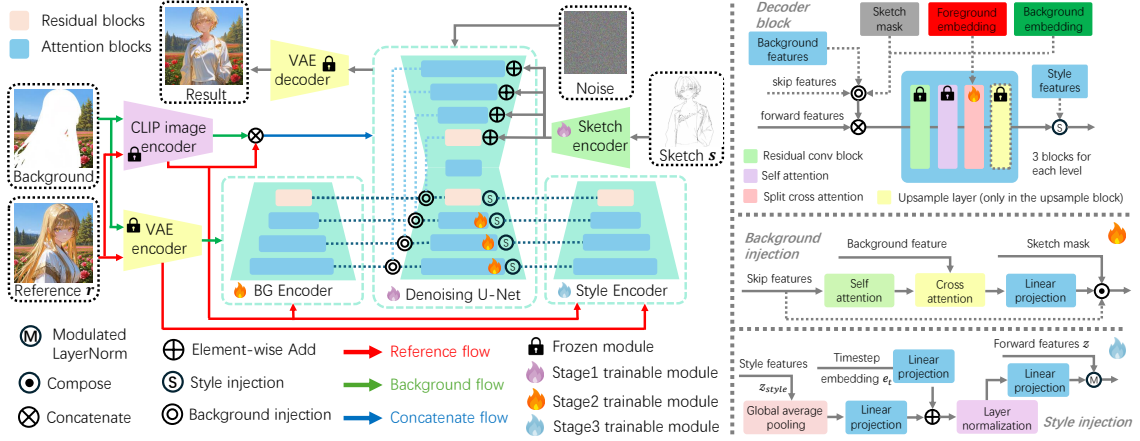 Residual blocks
Attention blocks
Result
VAE
decoder
Noise
Background
CLIP image
encoder
Sketch
encoder
Sketch s
VAE
encoder
Reference r
BG Encoder
Denoising U-Net
Style Encoder
M
Modulated
LayerNorm
Compose
Concatenate
Element-wise Add
S
Style injection
Background injection
Reference flow
Background flow
Concatenate flow
Frozen module
Stage1 trainable module
Stage2 trainable module
Stage3 trainable module
S
S
S
S
Decoder
block
Sketch
mask
Foreground
embedding
Background
embedding
Background
features
skip features
forward features
Style
features
S
Residual conv block
Self attention
Split cross attention
Upsample layer (only in the upsample block)
3 blocks for
each level
Background
injection
Background feature
Sketch mask
Skip features
Self
attention
Cross
attention
Linear
projection
Style features
z_style
Timestep
embedding e_t
Linear
projection
Forward features z
Linear
projection
M
Global average
pooling
Linear
projection
Layer
normalization
Style injection